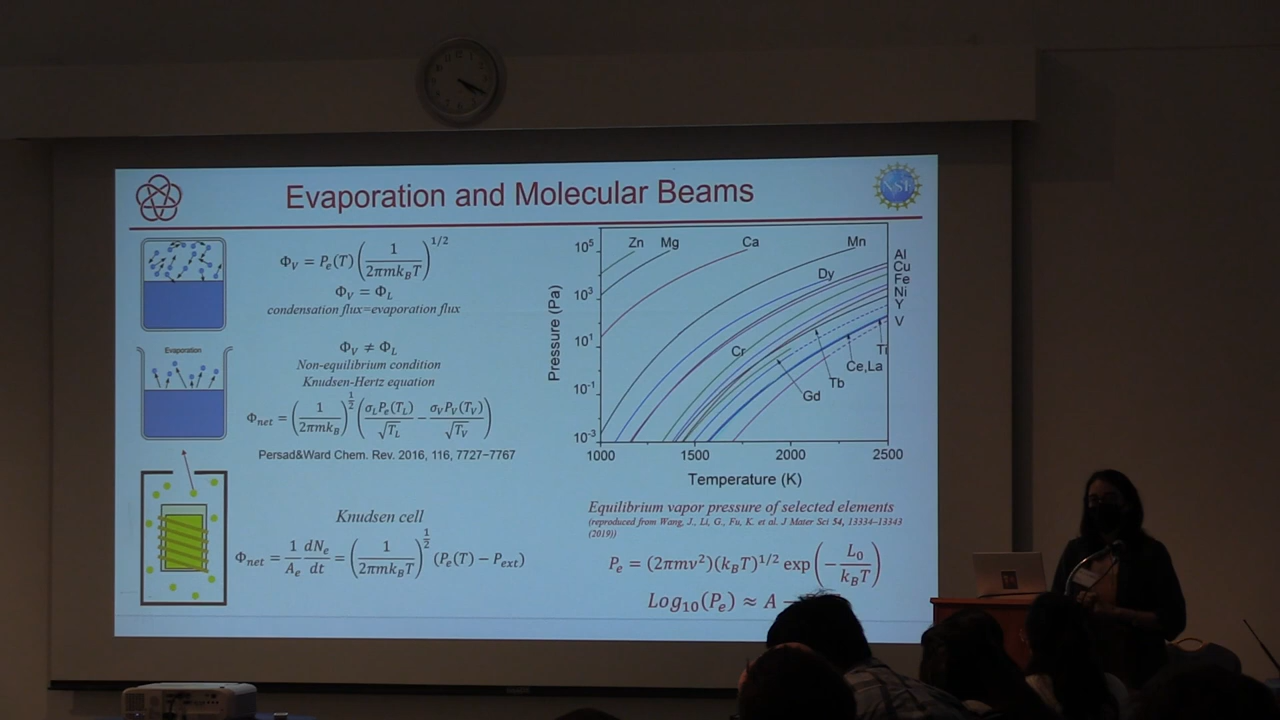 Evaporation and Molecular Beams
NSF
Φ_V = P_e(T) (1 / 2πmk_BT)^{1/2}
Φ_V = Φ_L
condensation flux=evaporation flux
Evaporation
Φ_V ≠ Φ_L
Non-equilibrium condition
Knudsen-Hertz equation
Φ_net = (1 / 2πmk_B)^{1/2} (σ_L P_e(T_L) / √T_L − σ_V P_V(T_V) / √T_V)
Persad&Ward Chem. Rev. 2016, 116, 7727−7767
Knudsen cell
Φ_net = 1/A_e dN_e/dt = (1 / 2πmk_BT)^{1/2} (P_e(T) − P_ext)
Zn Mg Ca Mn
Al
Cu
Fe
Ni
Y
V
Dy
Cr
Ti
Ce,La
Tb
Gd
Pressure (Pa)
10^5
10^3
10^1
10^-1
10^-3
1000 1500 2000 2500
Temperature (K)
Equilibrium vapor pressure of selected elements
(reproduced from Wang, J., Li, G., Fu, K. et al. J Mater Sci 54, 13334–13343
(2019))
P_e = (2πmν²)(k_BT)^{1/2} exp(− L_0 / k_BT)
Log_10(P_e) ≈ A −